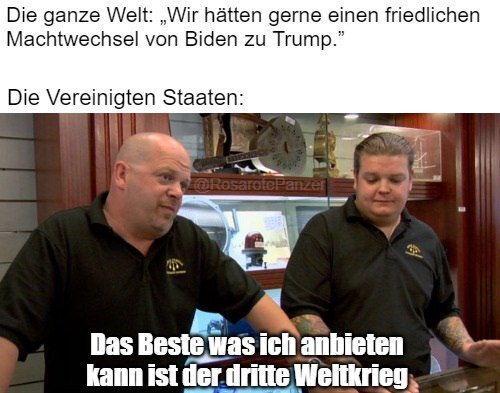 Die ganze Welt: „Wir hätten gerne einen friedlichen
Machtwechsel von Biden zu Trump.”
Die Vereinigten Staaten:
@RosarotePanzer
Das Beste was ich anbieten
kann ist der dritte Weltkrieg